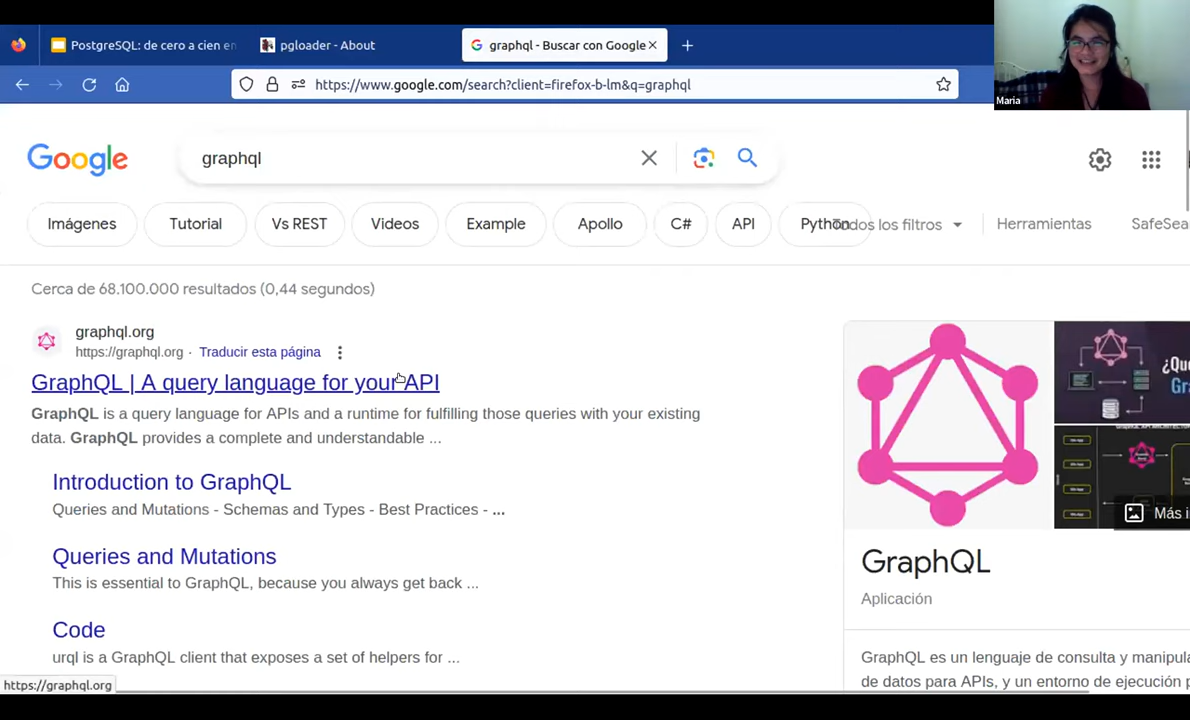 PostgreSQL: de cero a cien en
pgloader - About
graphql - Buscar con Google
https://www.google.com/search?client=firefox-b-lm&q=graphql
Maria
Google
graphql
Imágenes
Tutorial
Vs REST
Videos
Example
Apollo
C#
API
Python
Todos los filtros
Herramientas
SafeSea
Cerca de 68.100.000 resultados (0,44 segundos)
graphql.org
https://graphql.org · Traducir esta página
GraphQL | A query language for your API
GraphQL is a query language for APIs and a runtime for fulfilling those queries with your existing
data. GraphQL provides a complete and understandable ...
Introduction to GraphQL
Queries and Mutations - Schemas and Types - Best Practices - ...
Queries and Mutations
This is essential to GraphQL, because you always get back ...
Code
urql is a GraphQL client that exposes a set of helpers for ...
¿Qu
Gr
Más i
GraphQL
Aplicación
GraphQL es un lenguaje de consulta y manipula
de datos para APIs, y un entorno de ejecución p
https://graphql.org